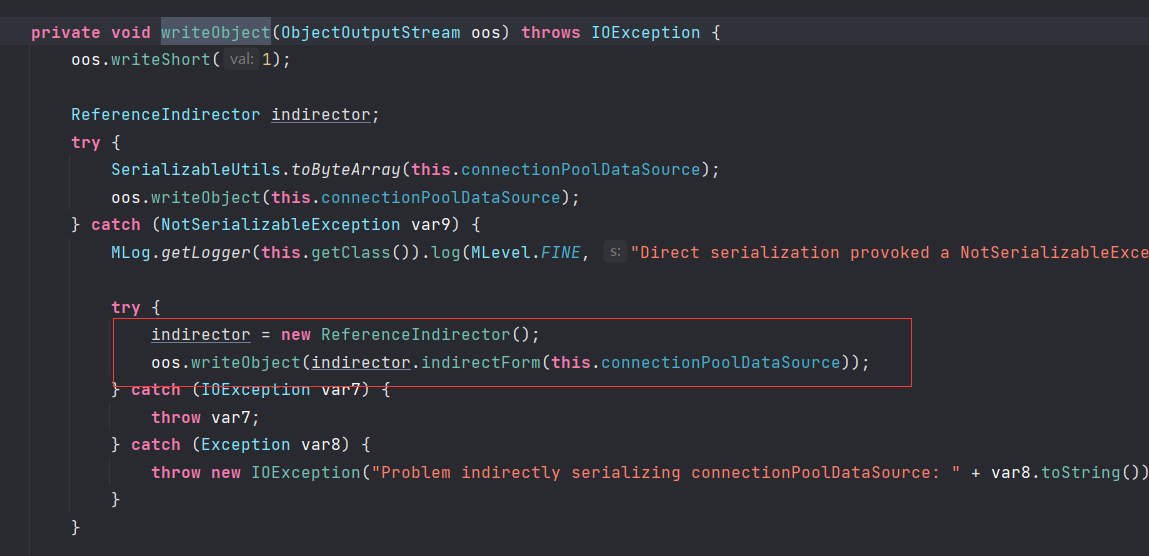 private void writeObject(ObjectOutputStream oos) throws IOException {
oos.writeShort( val: 1);
ReferenceIndirector indirector;
try {
SerializableUtils.toByteArray(this.connectionPoolDataSource);
oos.writeObject(this.connectionPoolDataSource);
} catch (NotSerializableException var9) {
MLog.getLogger(this.getClass()).log(MLevel.FINE, s: "Direct serialization provoked a NotSerializableExce
try {
indirector = new ReferenceIndirector();
oos.writeObject(indirector.indirectForm(this.connectionPoolDataSource));
} catch (IOException var7) {
throw var7;
} catch (Exception var8) {
throw new IOException("Problem indirectly serializing connectionPoolDataSource: " + var8.toString())
}
}